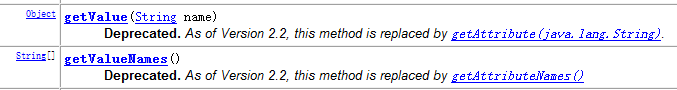 Object getValue(String name)
Deprecated. As of Version 2.2, this method is replaced by getAttribute(java.lang.String).
String[] getValueNames()
Deprecated. As of Version 2.2, this method is replaced by getAttributeNames()